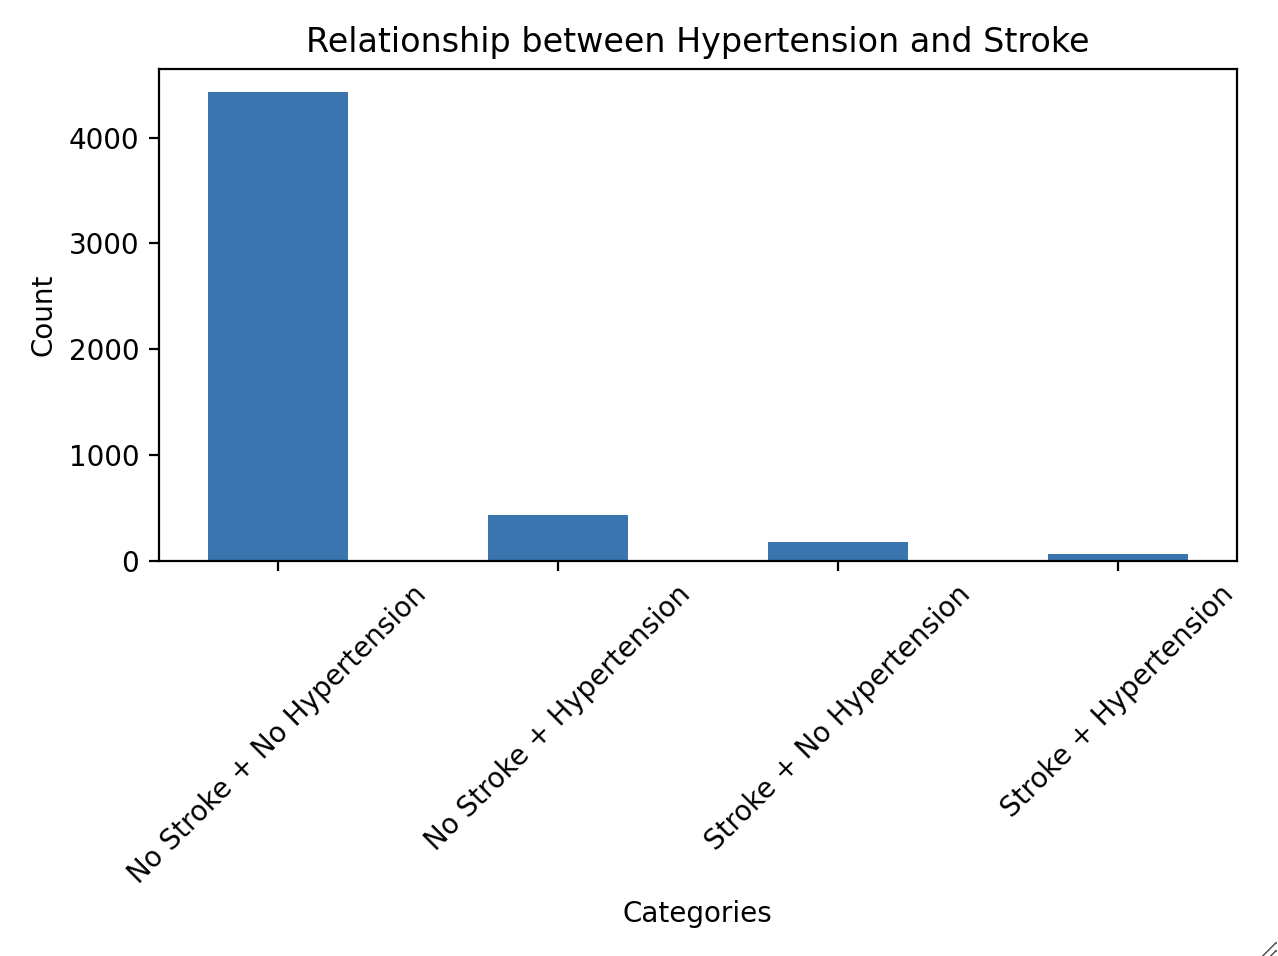 Relationship between Hypertension and Stroke
4000
3000
2000
1000
0
Count
No Stroke + No Hypertension
No Stroke + Hypertension
Stroke + No Hypertension
Stroke + Hypertension
Categories